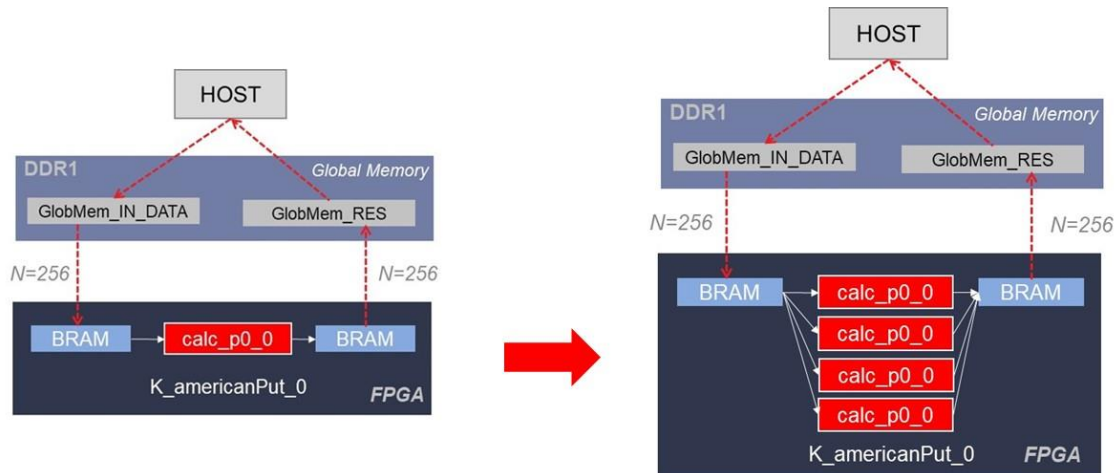 HOST
DDR1
Global Memory
GlobMem_IN_DATA
GlobMem_RES
N=256
N=256
BRAM
calc_p0_0
BRAM
K_americanPut_0
FPGA
HOST
DDR1
Global Memory
GlobMem_IN_DATA
GlobMem_RES
N=256
N=256
BRAM
calc_p0_0
BRAM
calc_p0_0
calc_p0_0
calc_p0_0
K_americanPut_0
FPGA